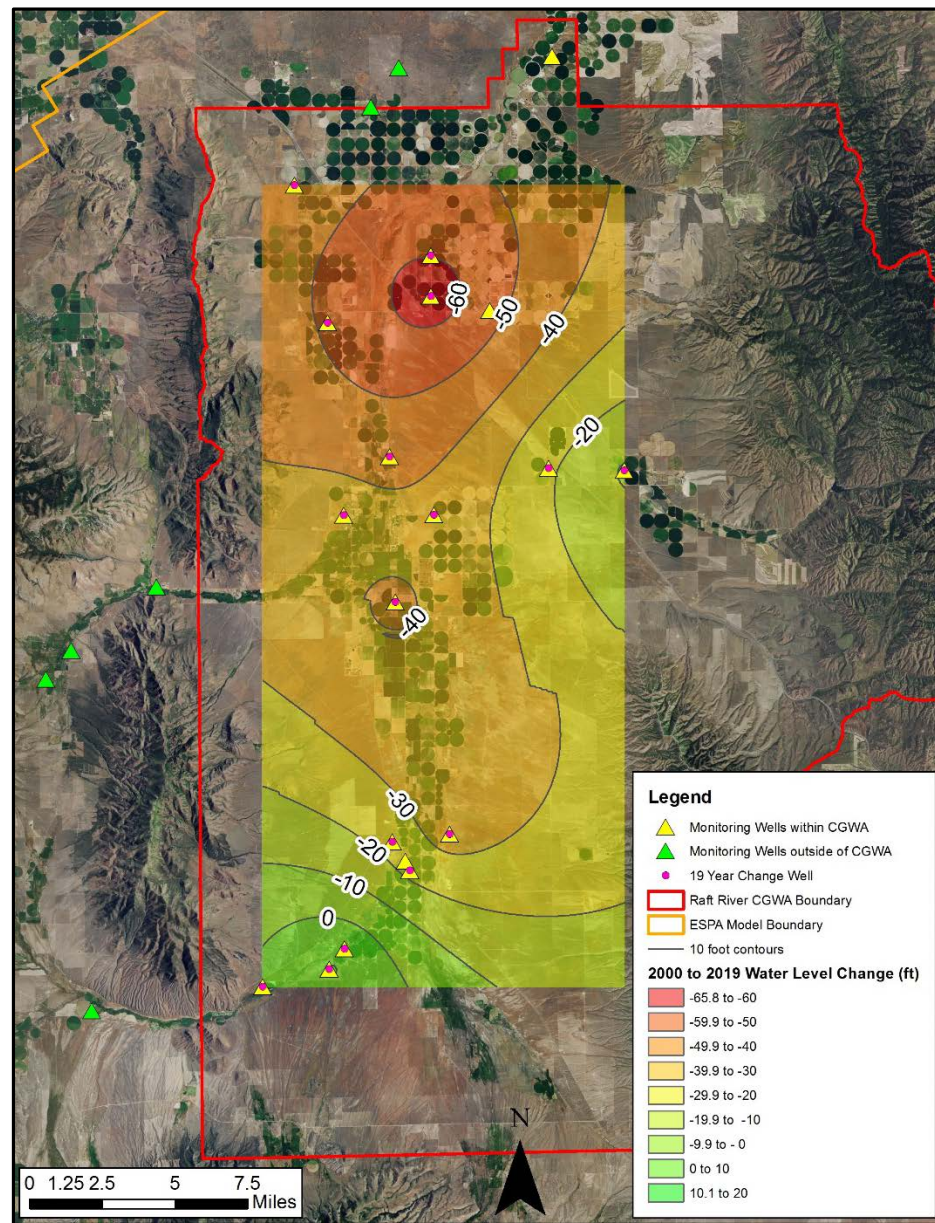 -60
-50
-40
-20
-40
-30
-20
-10
0
Legend
Monitoring Wells within CGWA
Monitoring Wells outside of CGWA
19 Year Change Well
Raft River CGWA Boundary
ESPA Model Boundary
10 foot contours
2000 to 2019 Water Level Change (ft)
-65.8 to -60
-59.9 to -50
-49.9 to -40
-39.9 to -30
-29.9 to -20
-19.9 to -10
-9.9 to - 0
0 to 10
10.1 to 20
N
0 1.25 2.5 5 7.5
Miles